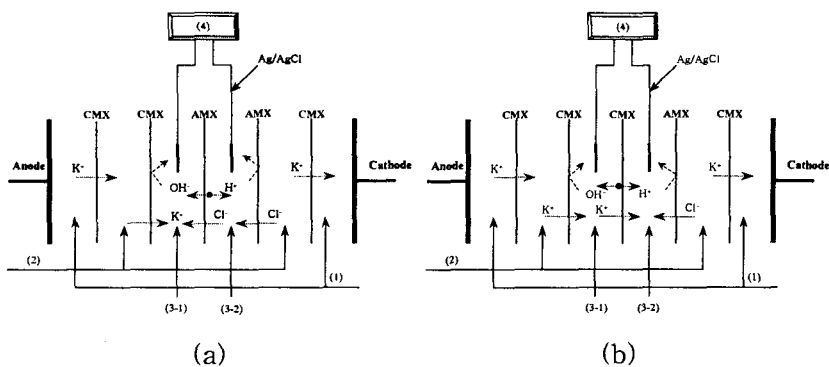 (4)
Ag/AgCl
CMX CMX AMX AMX CMX
Anode
K⁺
OH⁻
H⁺
K⁺
Cathode
K⁺
Cl⁻
Cl⁻
(2)
(1)
(3-1)
(3-2)
(a)
(4)
Ag/AgCl
CMX CMX CMX AMX CMX
Anode
K⁺
OH⁻
H⁺
K⁺
Cathode
K⁺
K⁺
Cl⁻
(2)
(1)
(3-1)
(3-2)
(b)